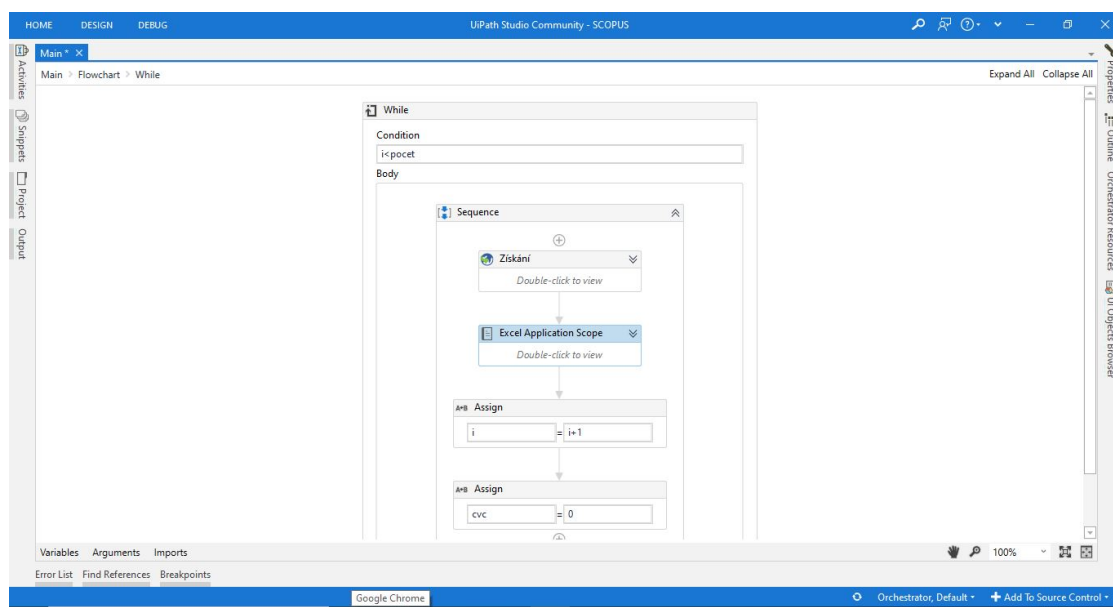 HOME DESIGN DEBUG UiPath Studio Community - SCOPUS
Main* ×
Main > Flowchart > While Expand All Collapse All
Activities
Snippets
Project
Output
Properties
Outline
Orchestrator Resources
UI Objects Browser
While
Condition
i<pocet
Body
Sequence
Získání
Double-click to view
Excel Application Scope
Double-click to view
A*B Assign
i = i+1
A*B Assign
cvc = 0
Variables Arguments Imports 100%
Error List Find References Breakpoints
Google Chrome Orchestrator, Default Add To Source Control